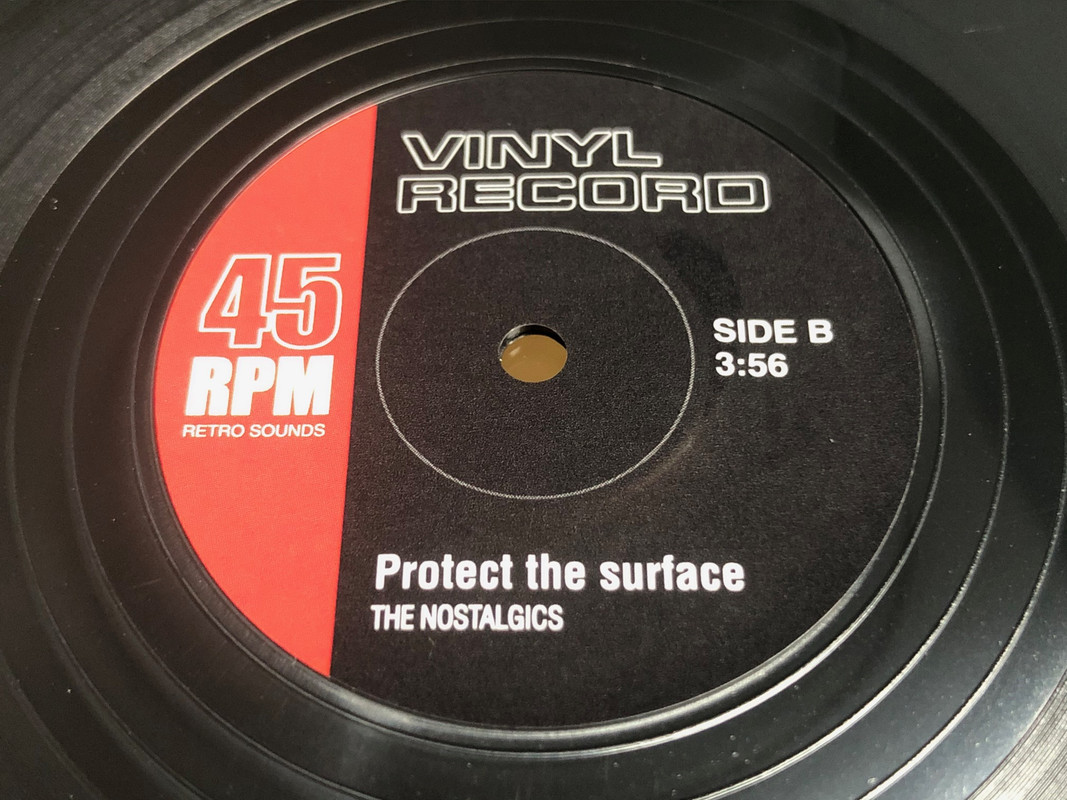 VINYL
RECORD
45
RPM
RETRO SOUNDS
SIDE B
3:56
Protect the surface
THE NOSTALGICS